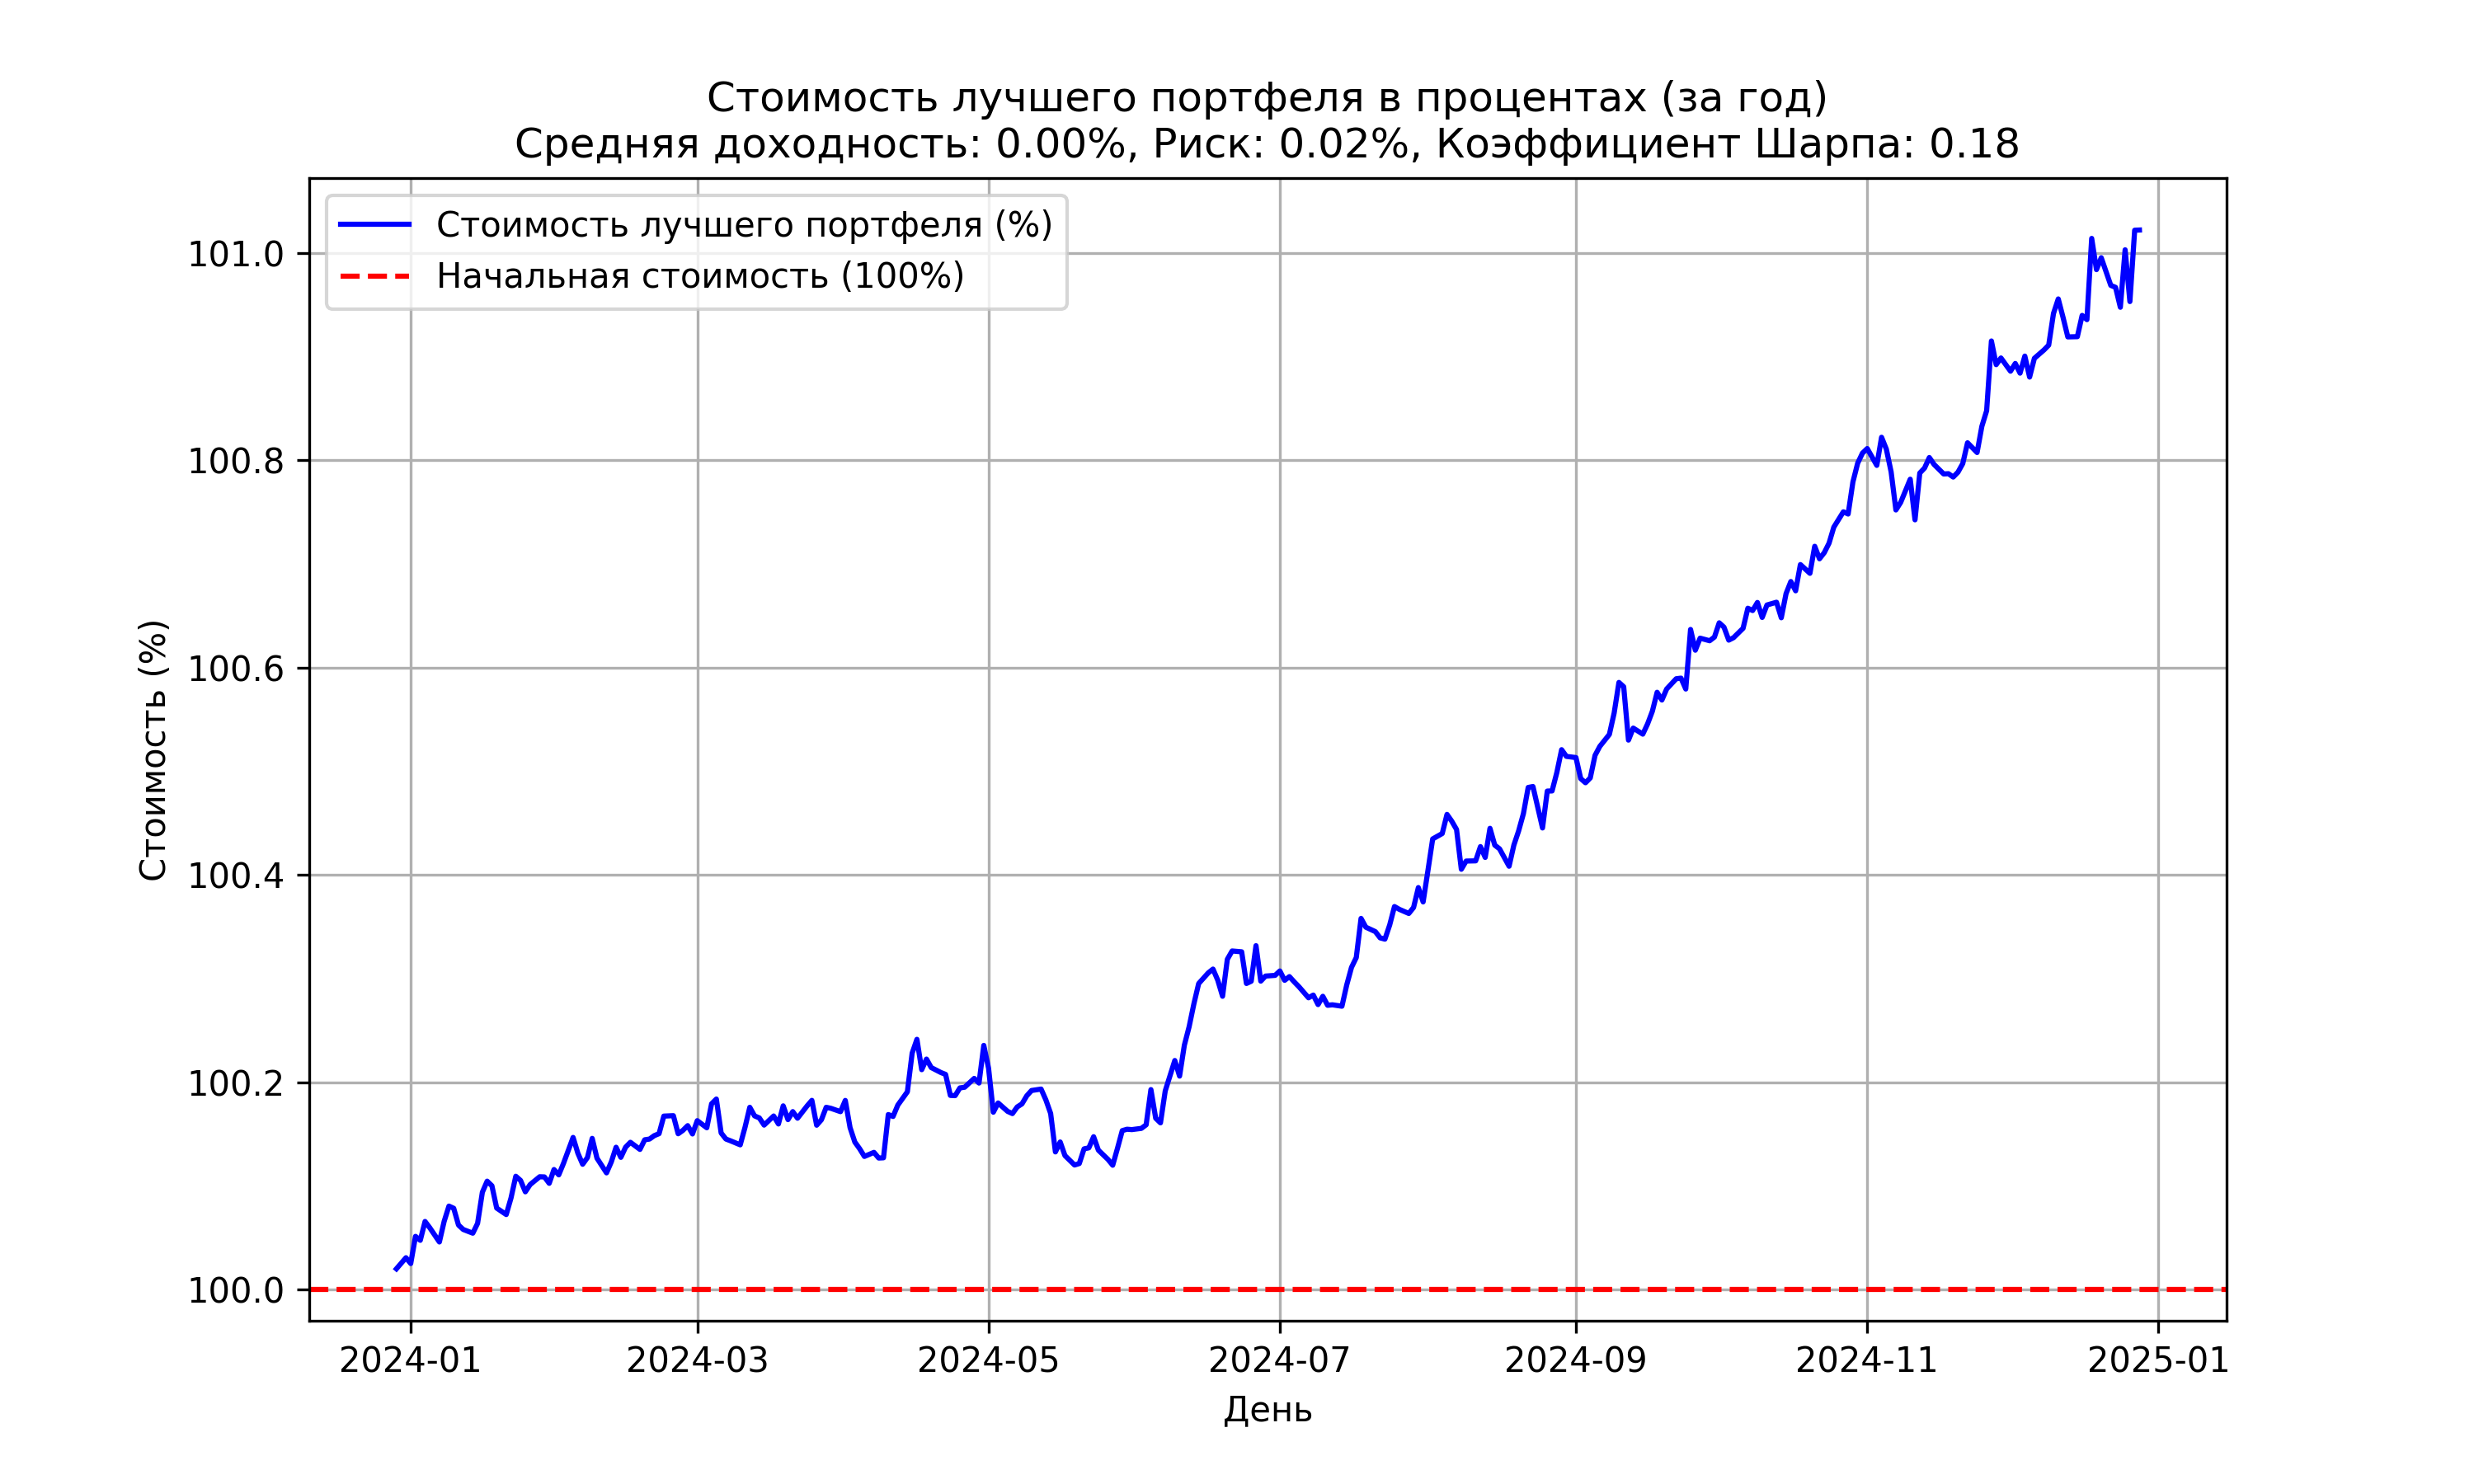 Стоимость лучшего портфеля в процентах (за год)
Средняя доходность: 0.00%, Риск: 0.02%, Коэффициент Шарпа: 0.18
Стоимость лучшего портфеля (%)
Начальная стоимость (100%)
Стоимость (%)
101.0
100.8
100.6
100.4
100.2
100.0
2024-01 2024-03 2024-05 2024-07 2024-09 2024-11 2025-01
День